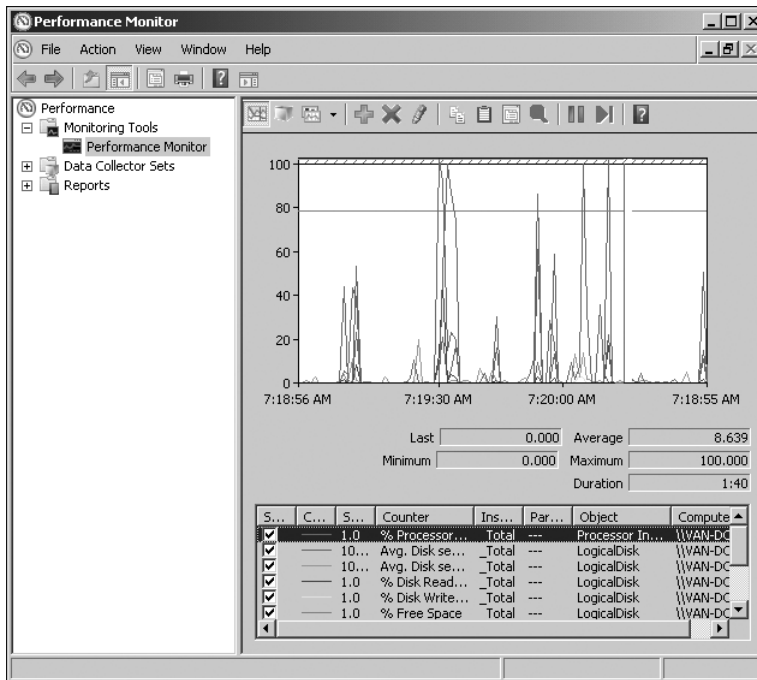 Performance Monitor
File Action View Window Help
Performance
Monitoring Tools
Performance Monitor
Data Collector Sets
Reports
100
80
60
40
20
0
7:18:56 AM 7:19:30 AM 7:20:00 AM 7:18:55 AM
Last 0.000 Average 8.639
Minimum 0.000 Maximum 100.000
Duration 1:40
S... C... S... Counter Ins... Par... Object Compute
1.0 % Processor... _Total --- Processor In... \\VAN-DC
10... Avg. Disk se... _Total --- LogicalDisk \\VAN-DC
10... Avg. Disk se... _Total --- LogicalDisk \\VAN-DC
1.0 % Disk Read... _Total --- LogicalDisk \\VAN-DC
1.0 % Disk Write... _Total --- LogicalDisk \\VAN-DC
1.0 % Free Space _Total --- LogicalDisk \\VAN-DC